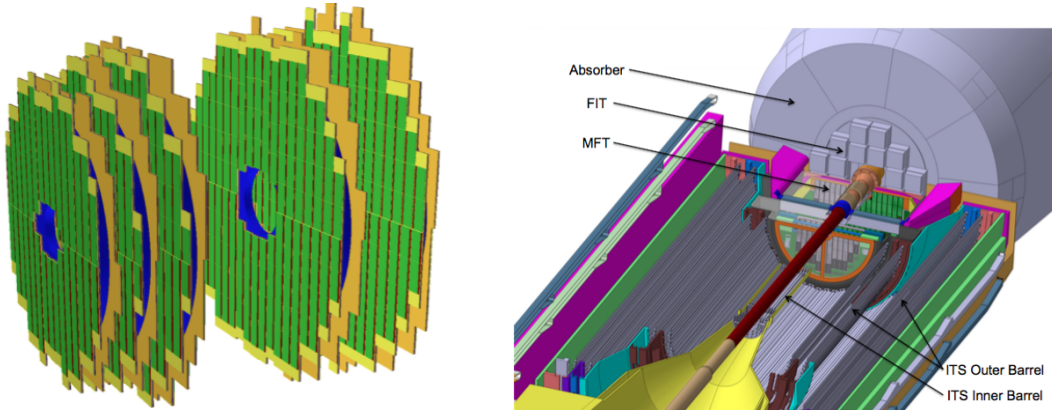 Absorber
FIT
MFT
ITS Outer Barrel
ITS Inner Barrel